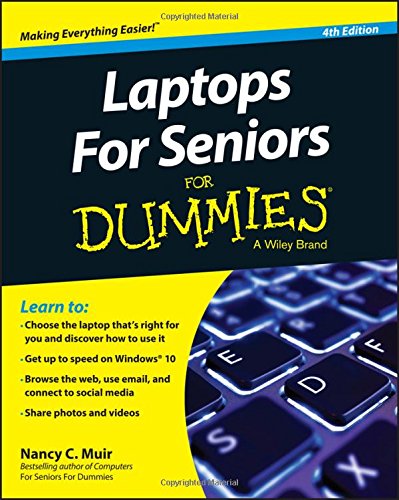 Copyrighted Material
Making Everything Easier!™
4th Edition
Laptops
For Seniors
FOR
DUMMIES®
A Wiley Brand
Learn to:
• Choose the laptop that's right for
you and discover how to use it
• Get up to speed on Windows® 10
• Browse the web, use email, and
connect to social media
• Share photos and videos
Nancy C. Muir
Bestselling author of Computers
For Seniors For Dummies
S
E
D
F
Copyrighted Material